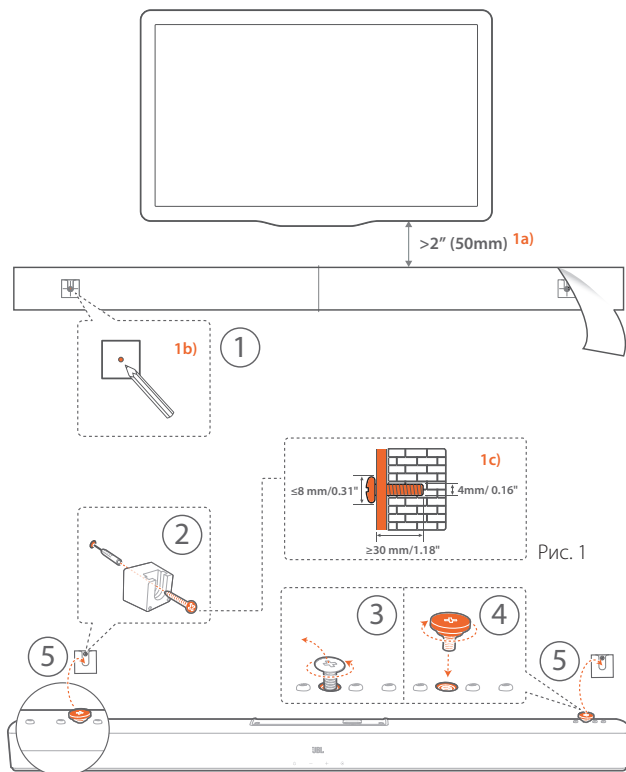 >2" (50mm) 1a)
1b)
1
1c)
≤8 mm/0.31"
4mm/ 0.16"
≥30 mm/1.18"
Рис. 1
2
3
4
5
5
JBL